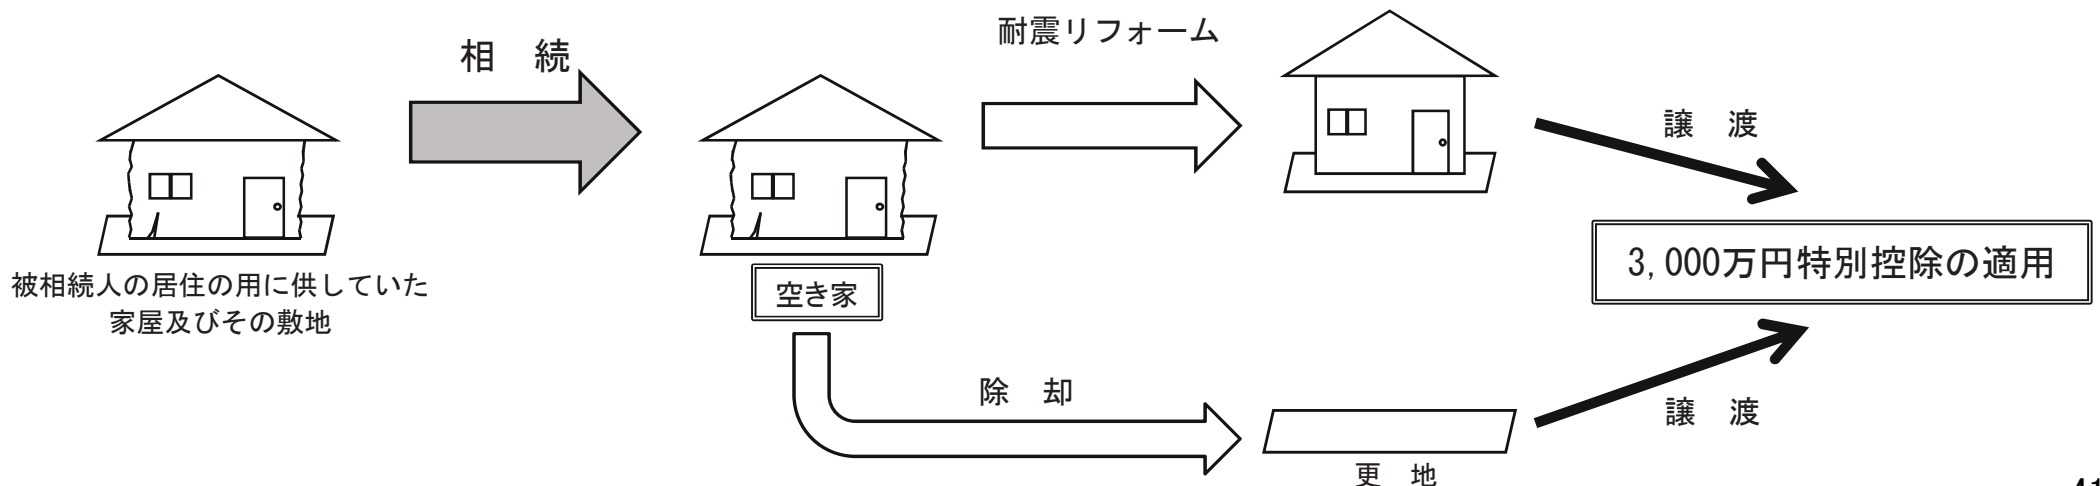 相　続
耐震リフォーム
譲　渡
被相続人の居住の用に供していた
家屋及びその敷地
空き家
3,000万円特別控除の適用
除　却
譲　渡
更　地